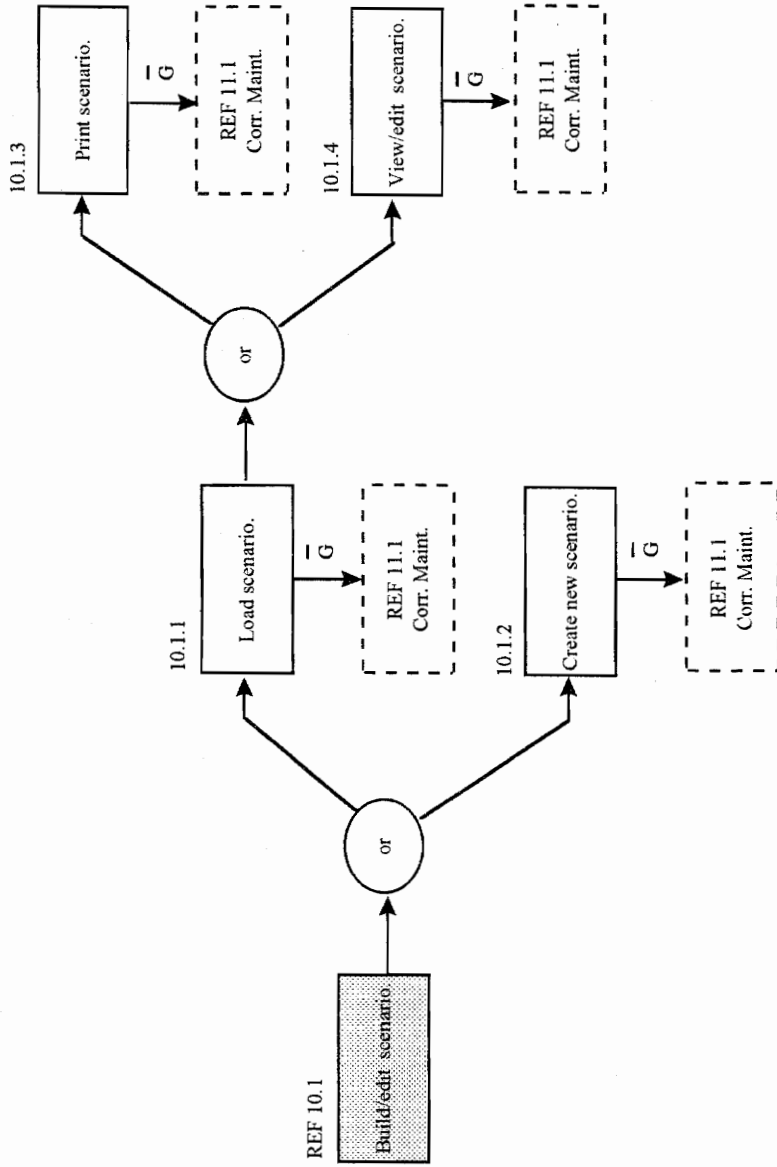 REF 10.1
Build/edit scenario.
or
10.1.1
Load scenario.
G
REF 11.1
Corr. Maint.
10.1.2
Create new scenario.
G
REF 11.1
Corr. Maint.
or
10.1.3
Print scenario.
G
REF 11.1
Corr. Maint.
10.1.4
View/edit scenario.
G
REF 11.1
Corr. Maint.